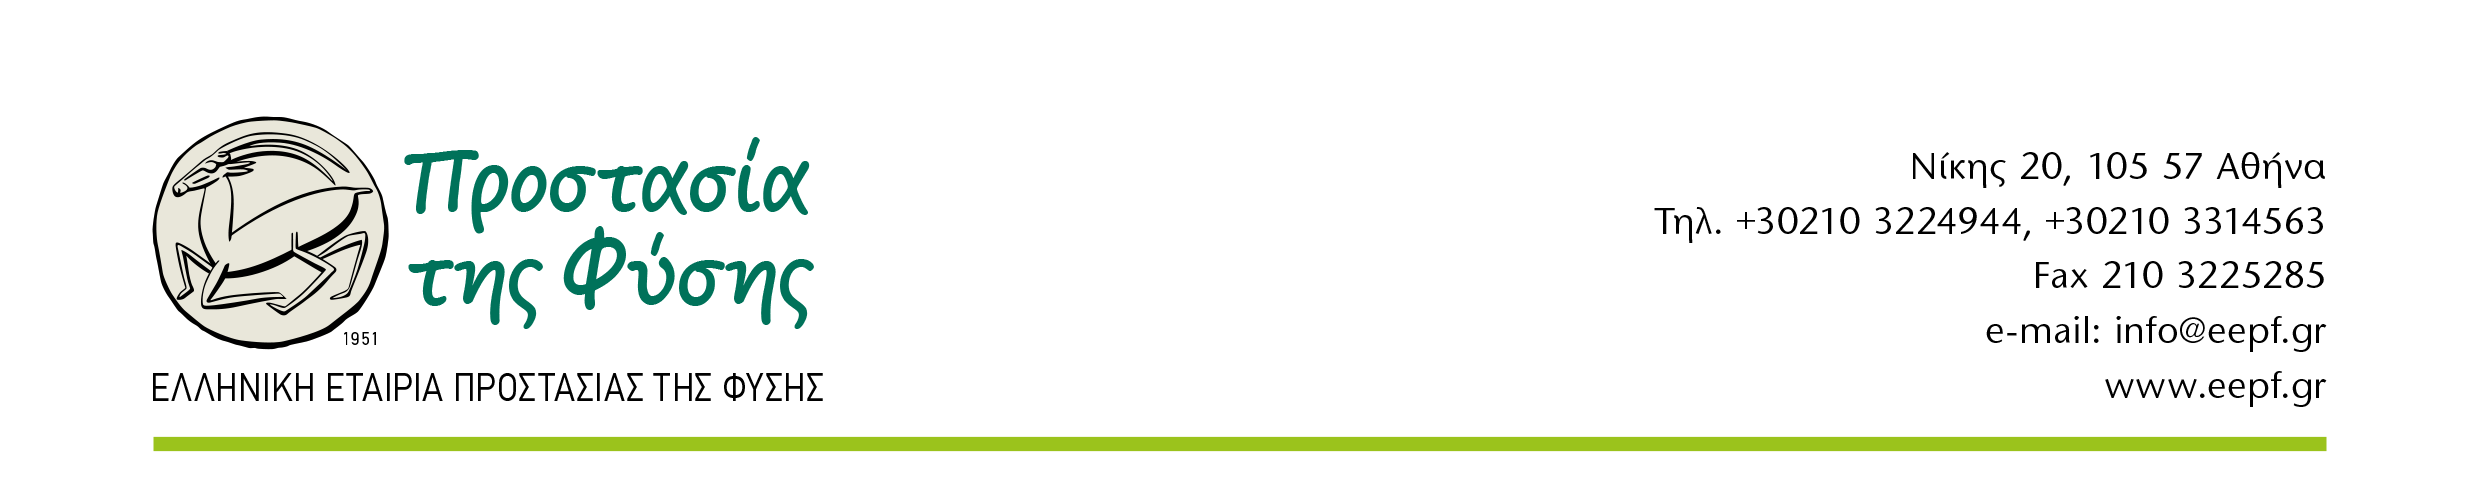 Προστασία
της Φύσης
1951
ΕΛΛΗΝΙΚΗ ΕΤΑΙΡΙΑ ΠΡΟΣΤΑΣΙΑΣ ΤΗΣ ΦΥΣΗΣ
Νίκης 20, 105 57 Αθήνα
Τηλ. +30210 3224944, +30210 3314563
Fax 210 3225285
e-mail: info@eepf.gr
www.eepf.gr